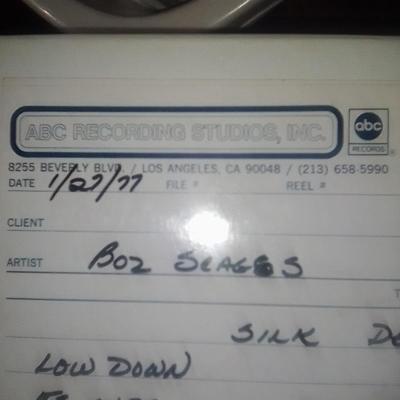 ABC RECORDING STUDIOS, INC.
abc
RECORDS
8255 BEVERLY BLVD. / LOS ANGELES, CA 90048 / (213) 658-5990
DATE 1/27/77 FILE # REEL #
CLIENT
ARTIST BOZ SCAGGS
SILK
LOW DOWN